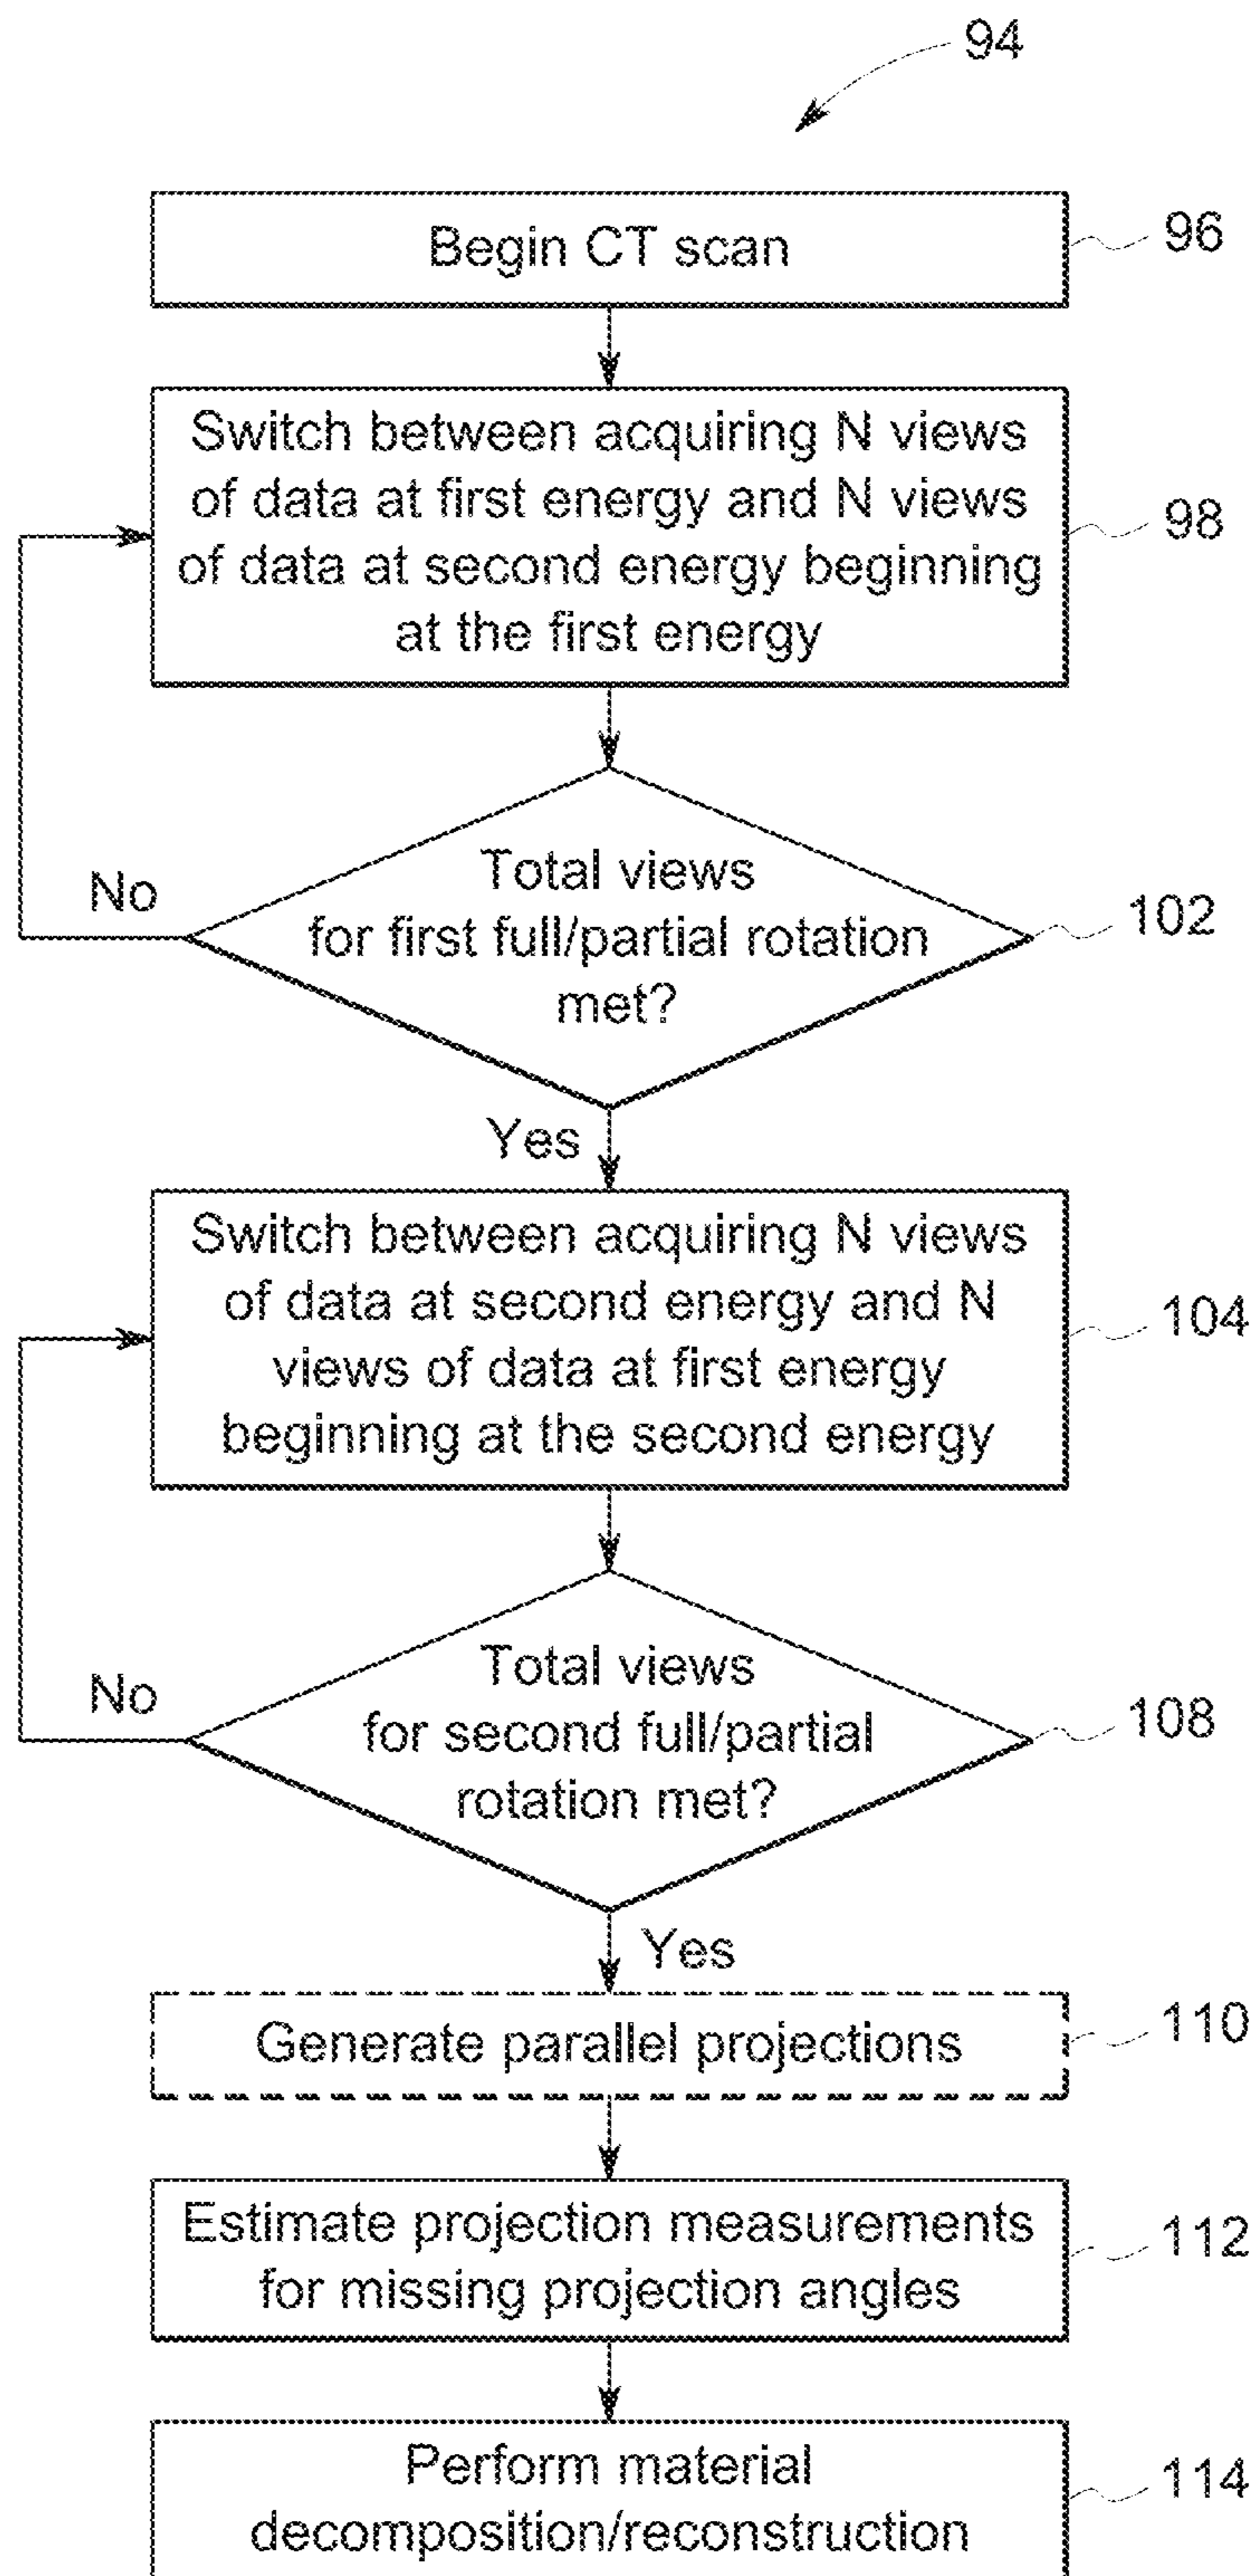 94
Begin CT scan
96
Switch between acquiring N views
of data at first energy and N views
of data at second energy beginning
at the first energy
98
Total views
for first full/partial rotation
met?
102
No
Yes
Switch between acquiring N views
of data at second energy and N
views of data at first energy
beginning at the second energy
104
Total views
for second full/partial
rotation met?
108
No
Yes
Generate parallel projections
110
Estimate projection measurements
for missing projection angles
112
Perform material
decomposition/reconstruction
114